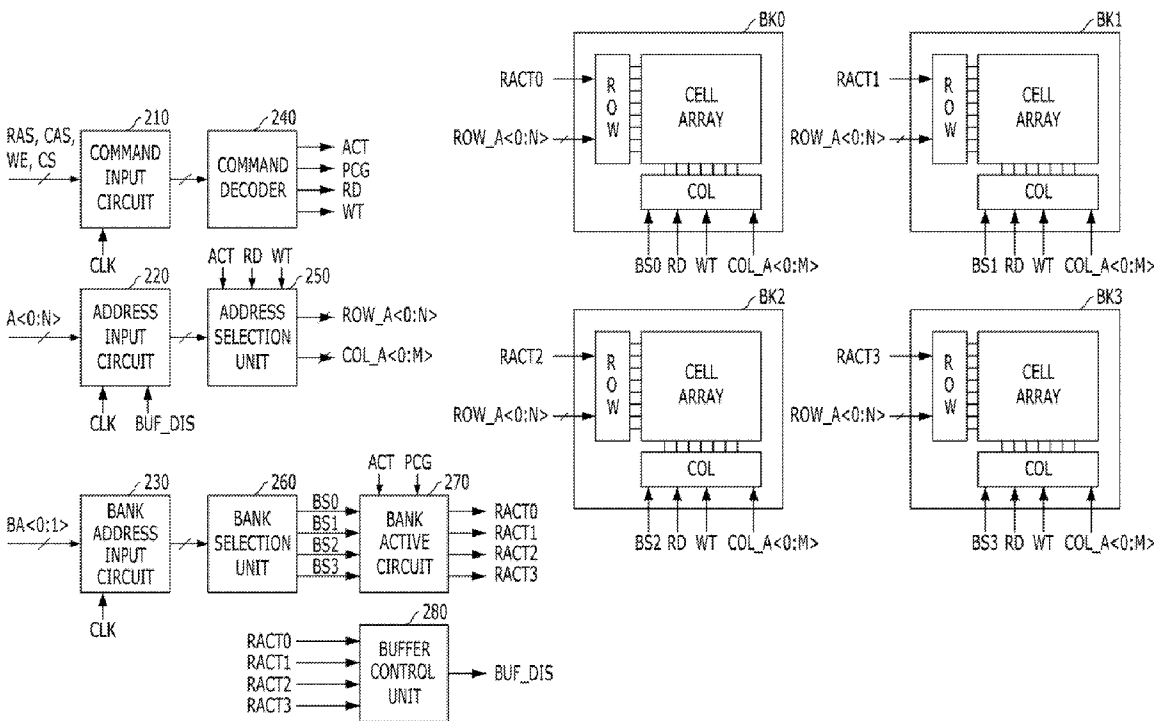 210
RAS, CAS,
WE, CS
COMMAND
INPUT
CIRCUIT
CLK
240
COMMAND
DECODER
ACT
PCG
RD
WT
220
A<0:N>
ADDRESS
INPUT
CIRCUIT
CLK
BUF_DIS
ACT RD WT
250
ADDRESS
SELECTION
UNIT
ROW_A<0:N>
COL_A<0:M>
230
BA<0:1>
BANK
ADDRESS
INPUT
CIRCUIT
CLK
260
BANK
SELECTION
UNIT
BS0
BS1
BS2
BS3
ACT PCG
270
BANK
ACTIVE
CIRCUIT
RACT0
RACT1
RACT2
RACT3
280
RACT0
RACT1
RACT2
RACT3
BUFFER
CONTROL
UNIT
BUF_DIS
BK0
RACT0
ROW_A<0:N>
R
O
W
CELL
ARRAY
COL
BS0 RD WT COL_A<0:M>
BK1
RACT1
ROW_A<0:N>
R
O
W
CELL
ARRAY
COL
BS1 RD WT COL_A<0:M>
BK2
RACT2
ROW_A<0:N>
R
O
W
CELL
ARRAY
COL
BS2 RD WT COL_A<0:M>
BK3
RACT3
ROW_A<0:N>
R
O
W
CELL
ARRAY
COL
BS3 RD WT COL_A<0:M>